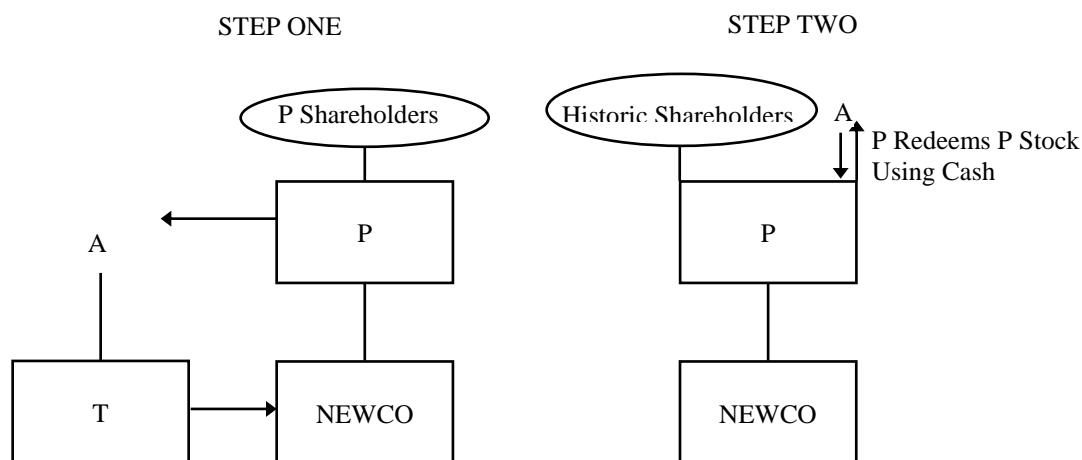 STEP ONE
STEP TWO
P Shareholders
Historic Shareholders
A
P Redeems P Stock
Using Cash
P
P
A
T
NEWCO
NEWCO